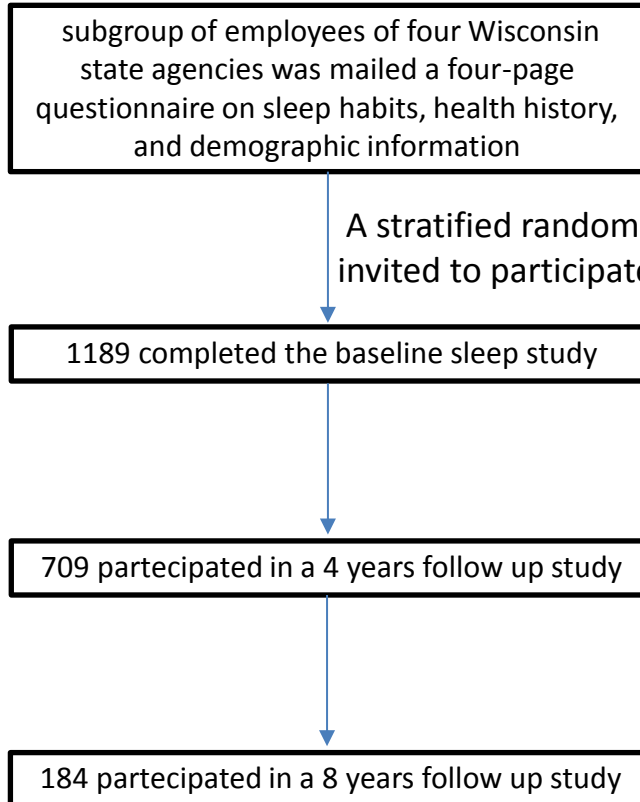 subgroup of employees of four Wisconsin
state agencies was mailed a four-page
questionnaire on sleep habits, health history,
and demographic information
A stratified random
invited to participate
1189 completed the baseline sleep study
709 partecipated in a 4 years follow up study
184 partecipated in a 8 years follow up study